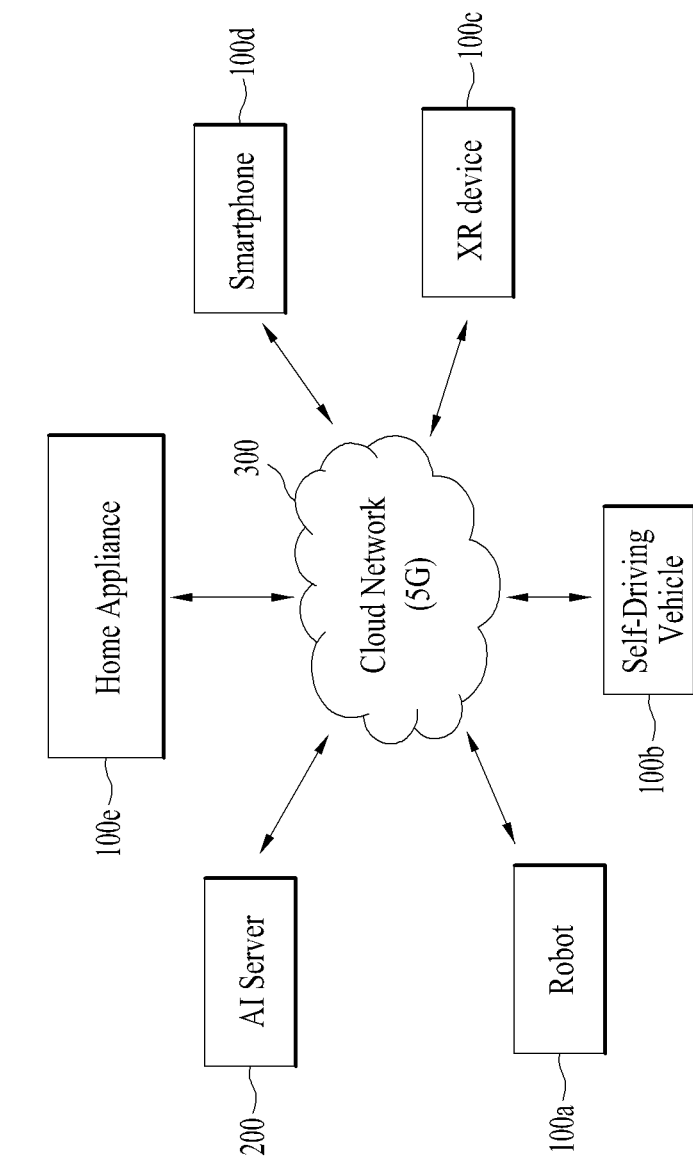 100e
Home Appliance
200
AI Server
Smartphone
100d
300
Cloud Network
(5G)
XR device
100c
100a
Robot
100b
Self-Driving
Vehicle